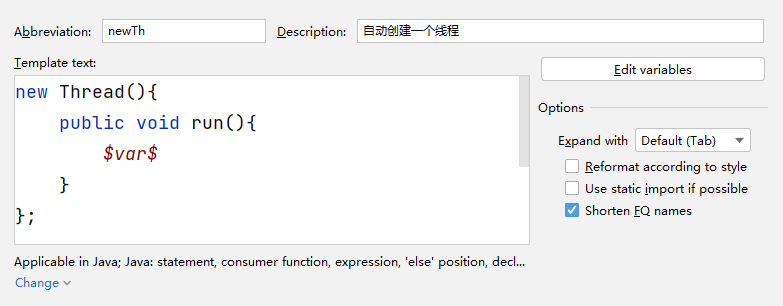 Abbreviation: newTh Description: 自动创建一个线程
Template text:
Edit variables
new Thread(){
    public void run(){
        $var$
    }
};
Options
Expand with Default (Tab)
Reformat according to style
Use static import if possible
Shorten FQ names
Applicable in Java; Java: statement, consumer function, expression, 'else' position, decl...
Change